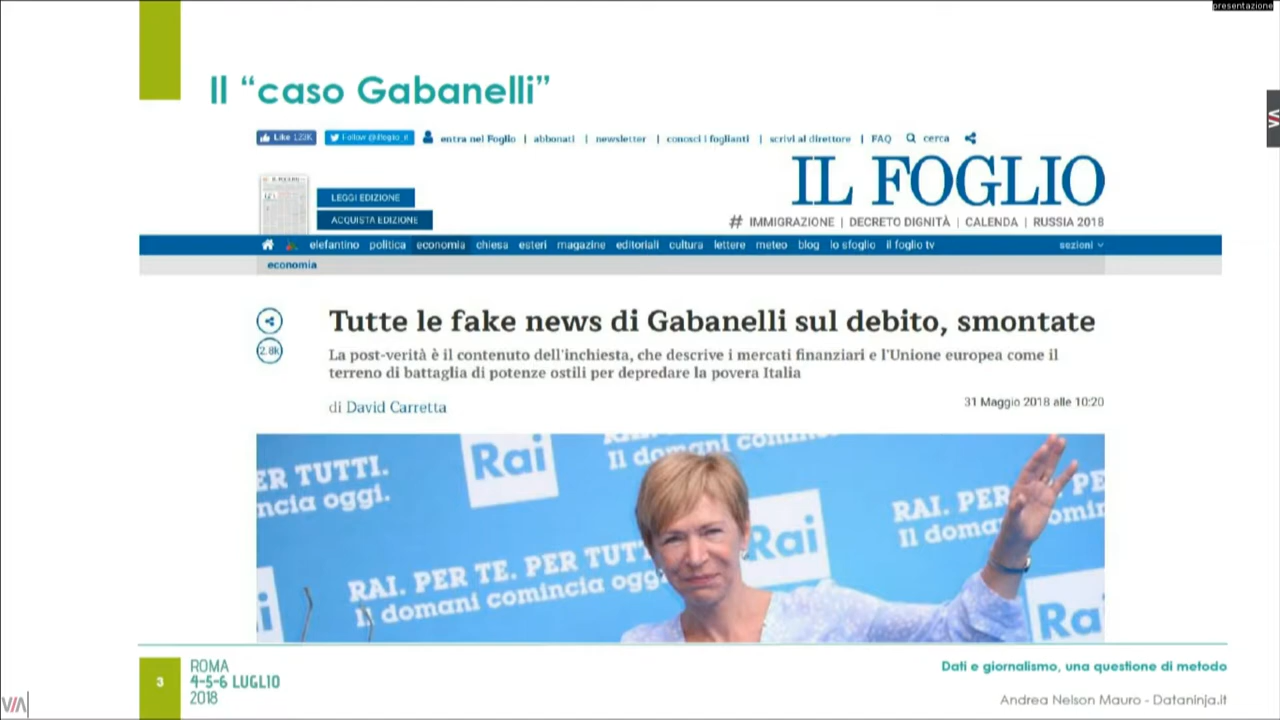 presentazione
Il “caso Gabanelli”
Like 123K
entra nel Foglio | abbonati | newsletter | conosci i foglianti | scrivi al direttore | FAQ cerca
IL FOGLIO
LEGGI EDIZIONE
ACQUISTA EDIZIONE
# IMMIGRAZIONE | DECRETO DIGNITÀ | CALENDA | RUSSIA 2018
elefantino politica economia chiesa esteri magazine editoriali cultura lettere meteo blog lo sfoglio il foglio tv sezioni
economia
Tutte le fake news di Gabanelli sul debito, smontate
2.8k
La post-verità è il contenuto dell'inchiesta, che descrive i mercati finanziari e l'Unione europea come il
terreno di battaglia di potenze ostili per depredare la povera Italia
di David Carretta
31 Maggio 2018 alle 10:20
ER TUTTI.
ncia oggi.
Rai
Il domani cominc
Rai
RAI. PER TE. PER TUTT
Il domani comincia oggi.
RAI. PER PE
Il doma omin
Ra
3
ROMA
4-5-6 LUGLIO
2018
Dati e giornalismo, una questione di metodo
Andrea Nelson Mauro - Dataninja.it